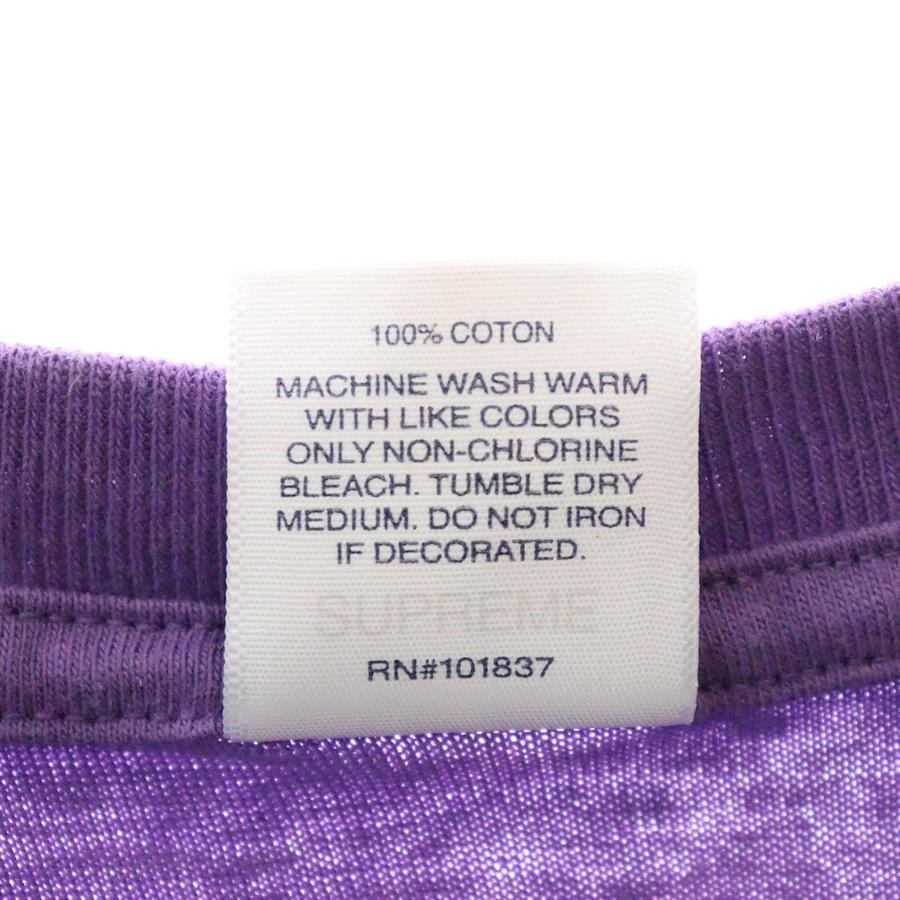 100% COTON
MACHINE WASH WARM
WITH LIKE COLORS
ONLY NON-CHLORINE
BLEACH. TUMBLE DRY
MEDIUM. DO NOT IRON
IF DECORATED.
SUPREME
RN#101837